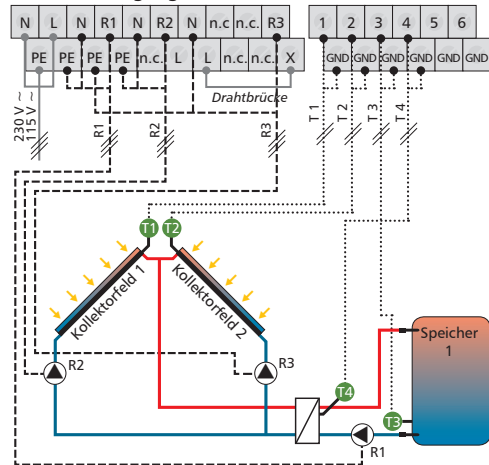 N L N R1 N R2 N n.c. n.c. R3
1 2 3 4 5 6
PE PE PE PE n.c. L L n.c. n.c. X
GND GND GND GND GND GND
Drahtbrücke
230 V ~
115 V ~
R1
R2
R3
T 1
T 2
T 3
T 4
T1
T2
Kollektorfeld 1
Kollektorfeld 2
Speicher
1
R2
R3
T4
T3
R1